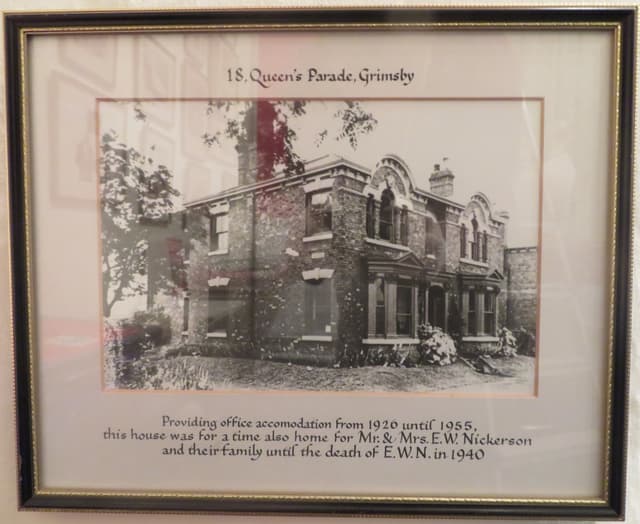 18, Queen's Parade, Grimsby
Providing office accomodation from 1926 until 1955,
this house was for a time also home for Mr. & Mrs. E.W. Nickerson
and their family until the death of E.W.N. in 1940